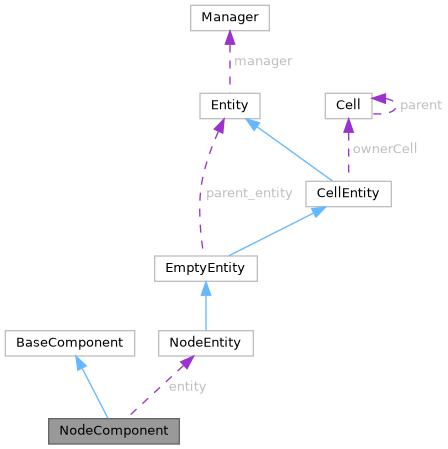 Manager
manager
Entity
Cell
parent
ownerCell
parent_entity
CellEntity
EmptyEntity
BaseComponent
NodeEntity
entity
NodeComponent